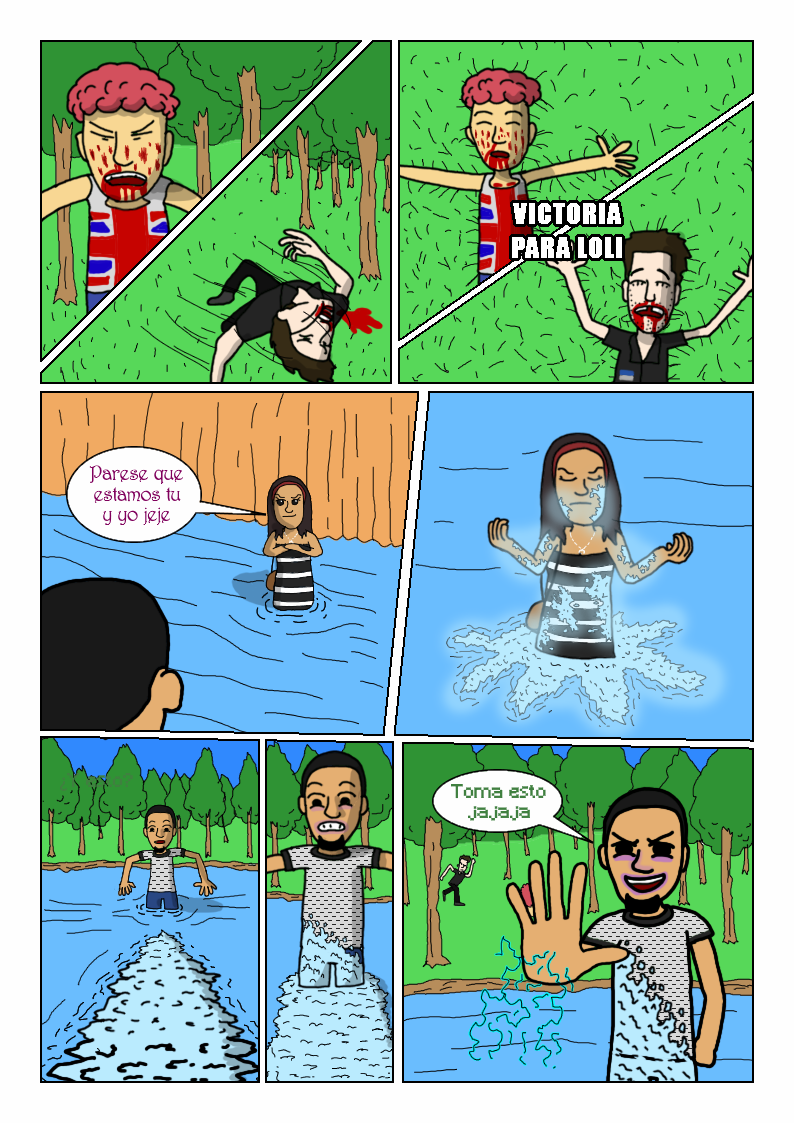 VICTORIA
PARA LOLI
Parese que
estamos tu
y yo jeje
Toma esto
ja,ja,ja